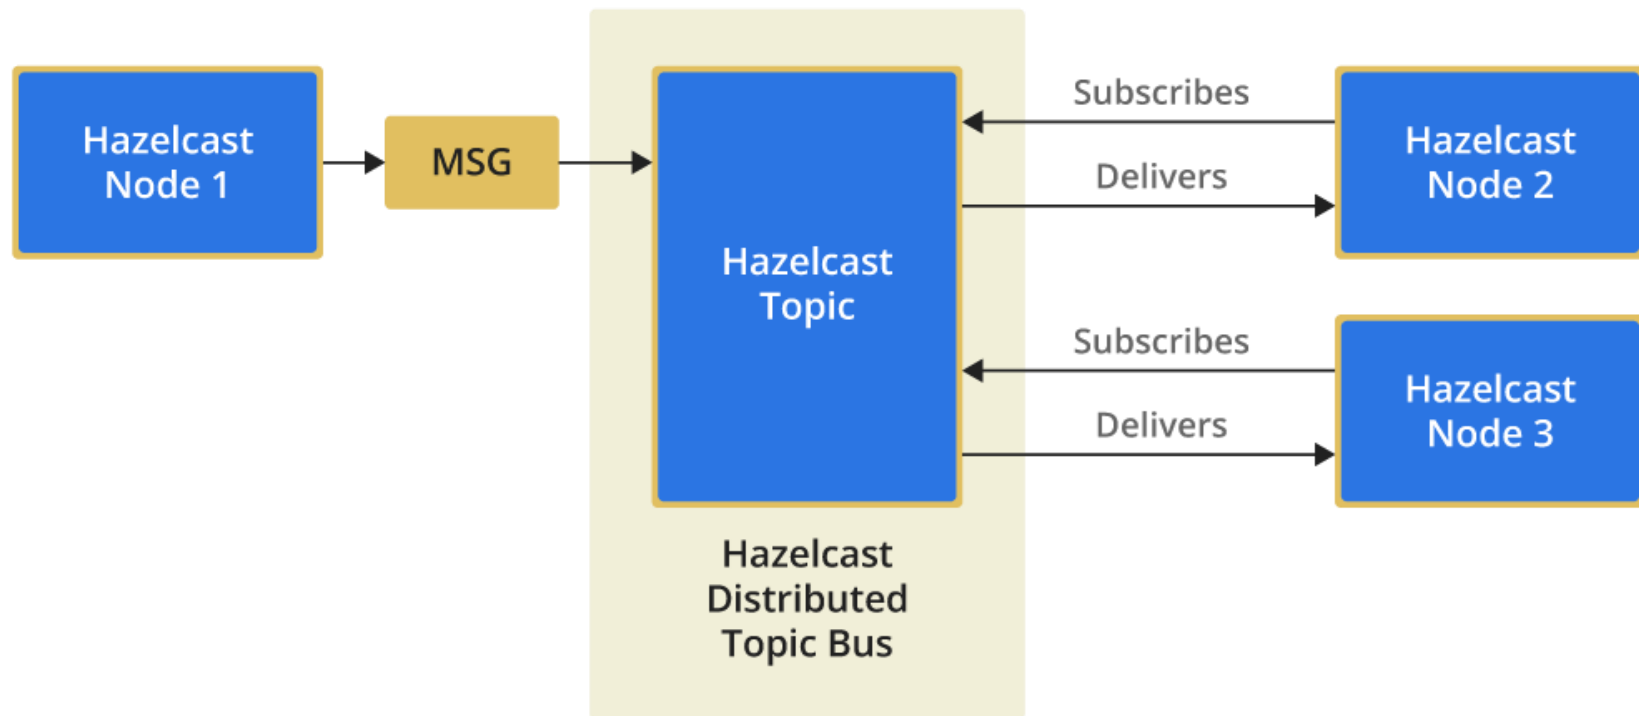 Hazelcast
Node 1
MSG
Hazelcast
Topic
Subscribes
Delivers
Hazelcast
Node 2
Subscribes
Delivers
Hazelcast
Node 3
Hazelcast
Distributed
Topic Bus